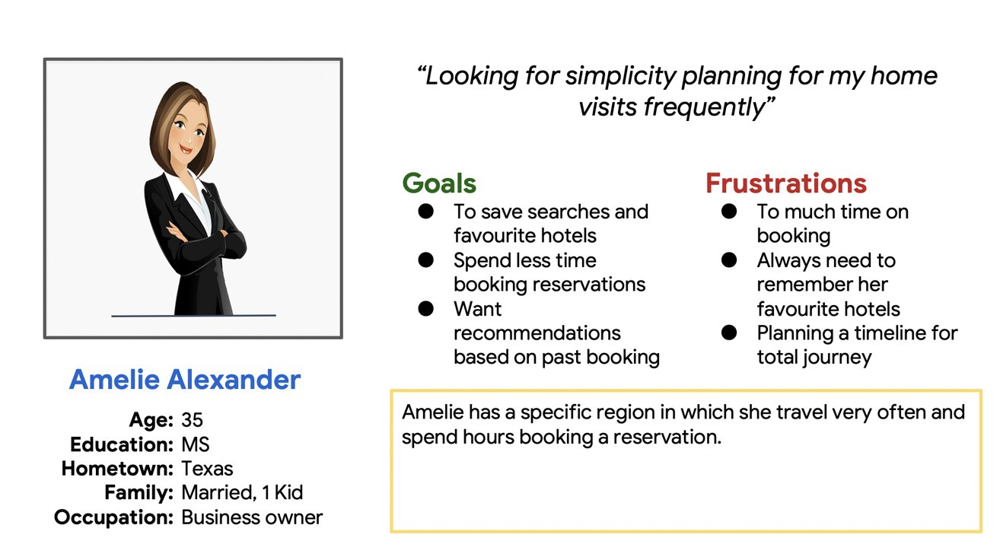 “Looking for simplicity planning for my home
visits frequently”
Goals
● To save searches and
favourite hotels
● Spend less time
booking reservations
● Want
recommendations
based on past booking
Frustrations
● To much time on
booking
● Always need to
remember her
favourite hotels
● Planning a timeline for
total journey
Amelie Alexander
Age: 35
Education: MS
Hometown: Texas
Family: Married, 1 Kid
Occupation: Business owner
Amelie has a specific region in which she travel very often and
spend hours booking a reservation.